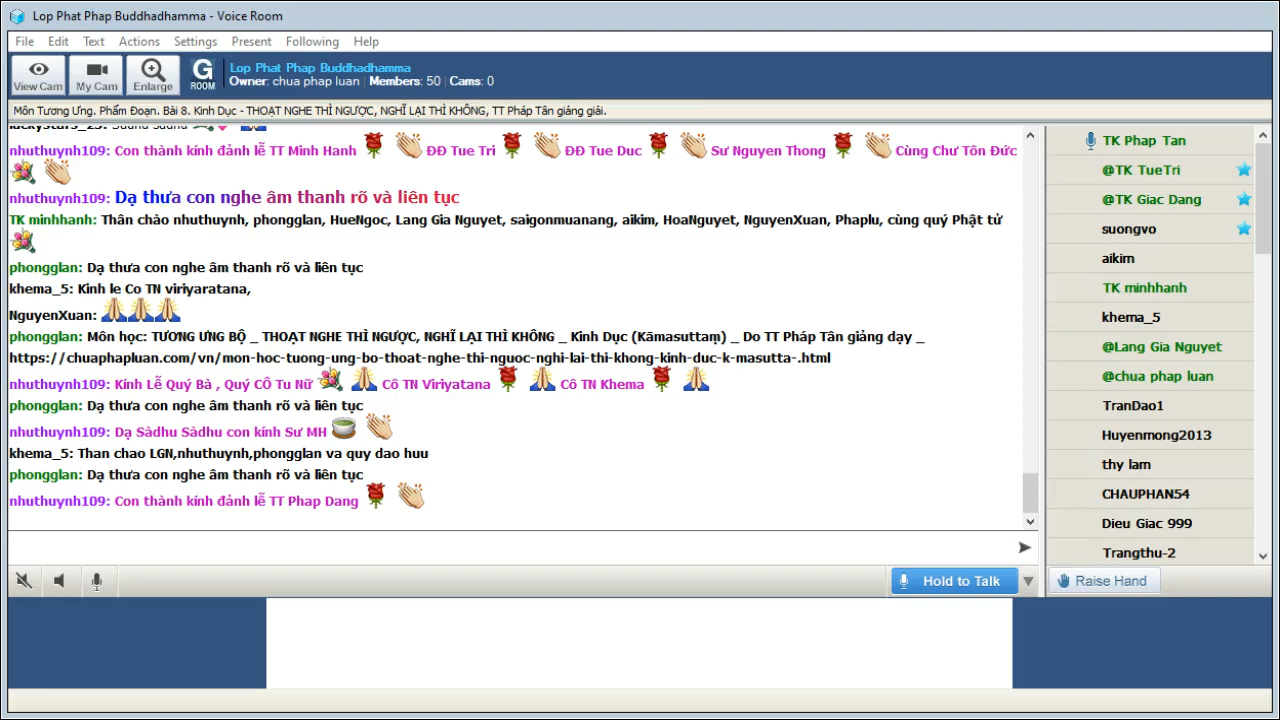 Lop Phat Phap Buddhadhamma - Voice Room
File Edit Text Actions Settings Present Following Help
View Cam My Cam Enlarge G ROOM
Lop Phat Phap Buddhadhamma
Owner: chua phap luan Members: 50 Cams: 0
Môn Tương Ưng. Phẩm Đoạn. Bài 8. Kinh Dục - THOẠT NGHE THÌ NGƯỢC, NGHĨ LẠI THÌ KHÔNG, TT Pháp Tân giảng giải.
luckystars_25: Sadhu sadhu
nhuthuynh109: Con thành kính đảnh lễ TT Minh Hanh ĐĐ Tue Tri ĐĐ Tue Duc Sư Nguyen Thong Cùng Chư Tôn Đức
nhuthuynh109: Dạ thưa con nghe âm thanh rõ và liên tục
TK minhhanh: Thân chào nhuthuynh, phongglan, HueNgoc, Lang Gia Nguyet, saigonmuanang, aikim, HoaNguyet, NguyenXuan, Phaplu, cùng quý Phật tử
phongglan: Dạ thưa con nghe âm thanh rõ và liên tục
khema_5: Kinh le Co TN viriyaratana,
NguyenXuan:
phongglan: Môn học: TƯƠNG ƯNG BỘ _ THOẠT NGHE THÌ NGƯỢC, NGHĨ LẠI THÌ KHÔNG _ Kinh Dục (Kāmasuttaṃ) _ Do TT Pháp Tân giảng dạy _
https://chuaphapluan.com/vn/mon-hoc-tuong-ung-bo-thoat-nghe-thi-nguoc-nghi-lai-thi-khong-kinh-duc-k-masutta-.html
nhuthuynh109: Kính Lễ Quý Bà , Quý CÔ Tu Nữ Cô TN Viriyatana Cô TN Khema
phongglan: Dạ thưa con nghe âm thanh rõ và liên tục
nhuthuynh109: Dạ Sàdhu Sàdhu con kính Sư MH
khema_5: Than chao LGN,nhuthuynh,phongglan va quy dao huu
phongglan: Dạ thưa con nghe âm thanh rõ và liên tục
nhuthuynh109: Con thành kính đảnh lễ TT Phap Dang
TK Phap Tan
@TK TueTri
@TK Giac Dang
suongvo
aikim
TK minhhanh
khema_5
@Lang Gia Nguyet
@chua phap luan
TranDao1
Huyenmong2013
thy lam
CHAUPHAN54
Dieu Giac 999
Trangthu-2
Hold to Talk
Raise Hand